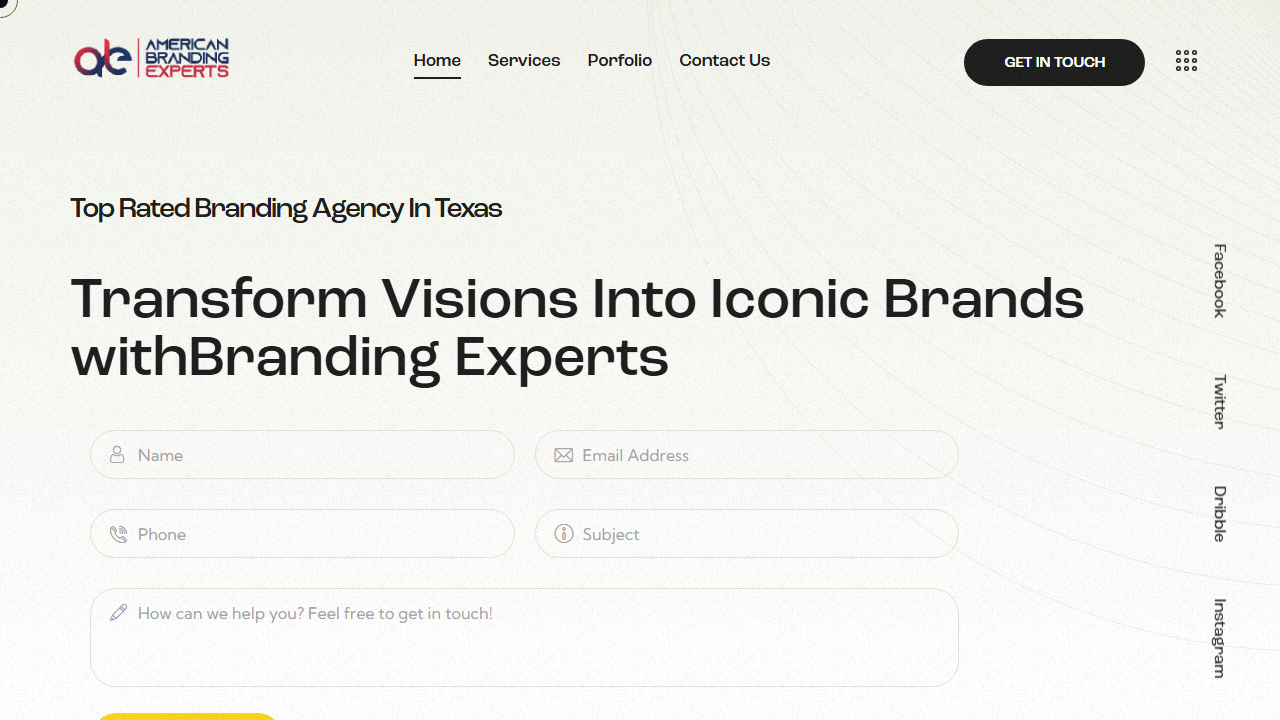 AMERICAN
BRANDING
EXPERTS
Home Services Porfolio Contact Us
GET IN TOUCH
Top Rated Branding Agency In Texas
Transform Visions Into Iconic Brands
withBranding Experts
Name
Email Address
Phone
Subject
How can we help you? Feel free to get in touch!
Facebook
Twitter
Dribble
Instagram